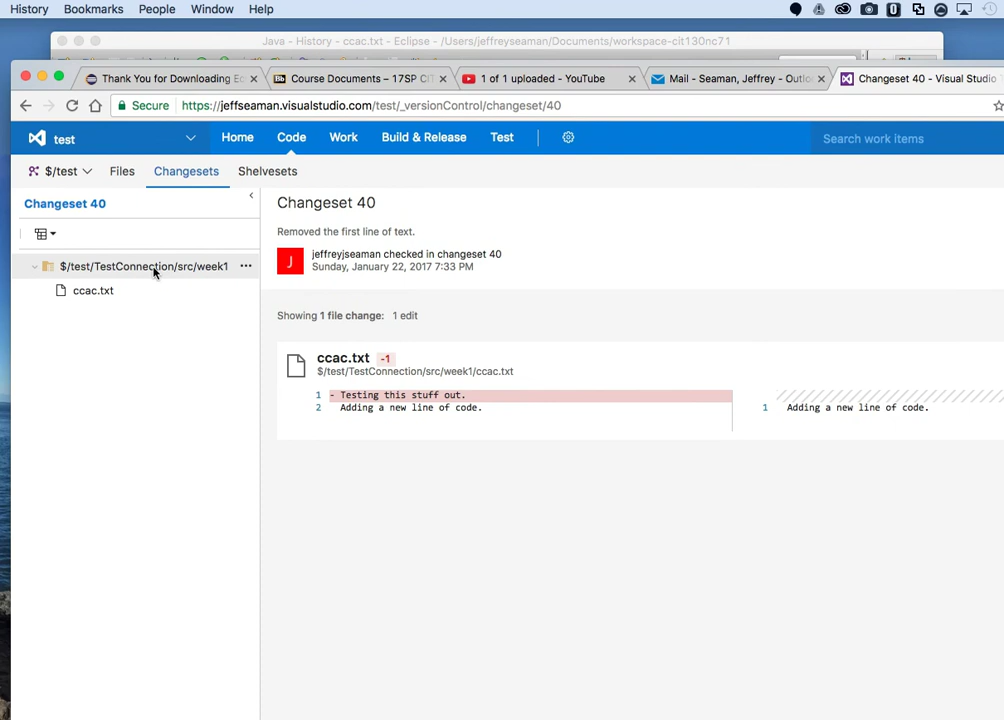 History Bookmarks People Window Help
Java - History - ccac.txt - Eclipse - /Users/jeffreyseaman/Documents/workspace-cit130nc71
Thank You for Downloading Ec
Course Documents – 17SP CIT
1 of 1 uploaded - YouTube
Mail - Seaman, Jeffrey - Outlo
Changeset 40 - Visual Studio T
Secure https://jeffseaman.visualstudio.com/test/_versionControl/changeset/40
test Home Code Work Build & Release Test Search work items
$/test Files Changesets Shelvesets
Changeset 40
$/test/TestConnection/src/week1
ccac.txt
Changeset 40
Removed the first line of text.
J
jeffreyjseaman checked in changeset 40
Sunday, January 22, 2017 7:33 PM
Showing 1 file change: 1 edit
ccac.txt -1
$/test/TestConnection/src/week1/ccac.txt
1 - Testing this stuff out.
2 Adding a new line of code.
1 Adding a new line of code.